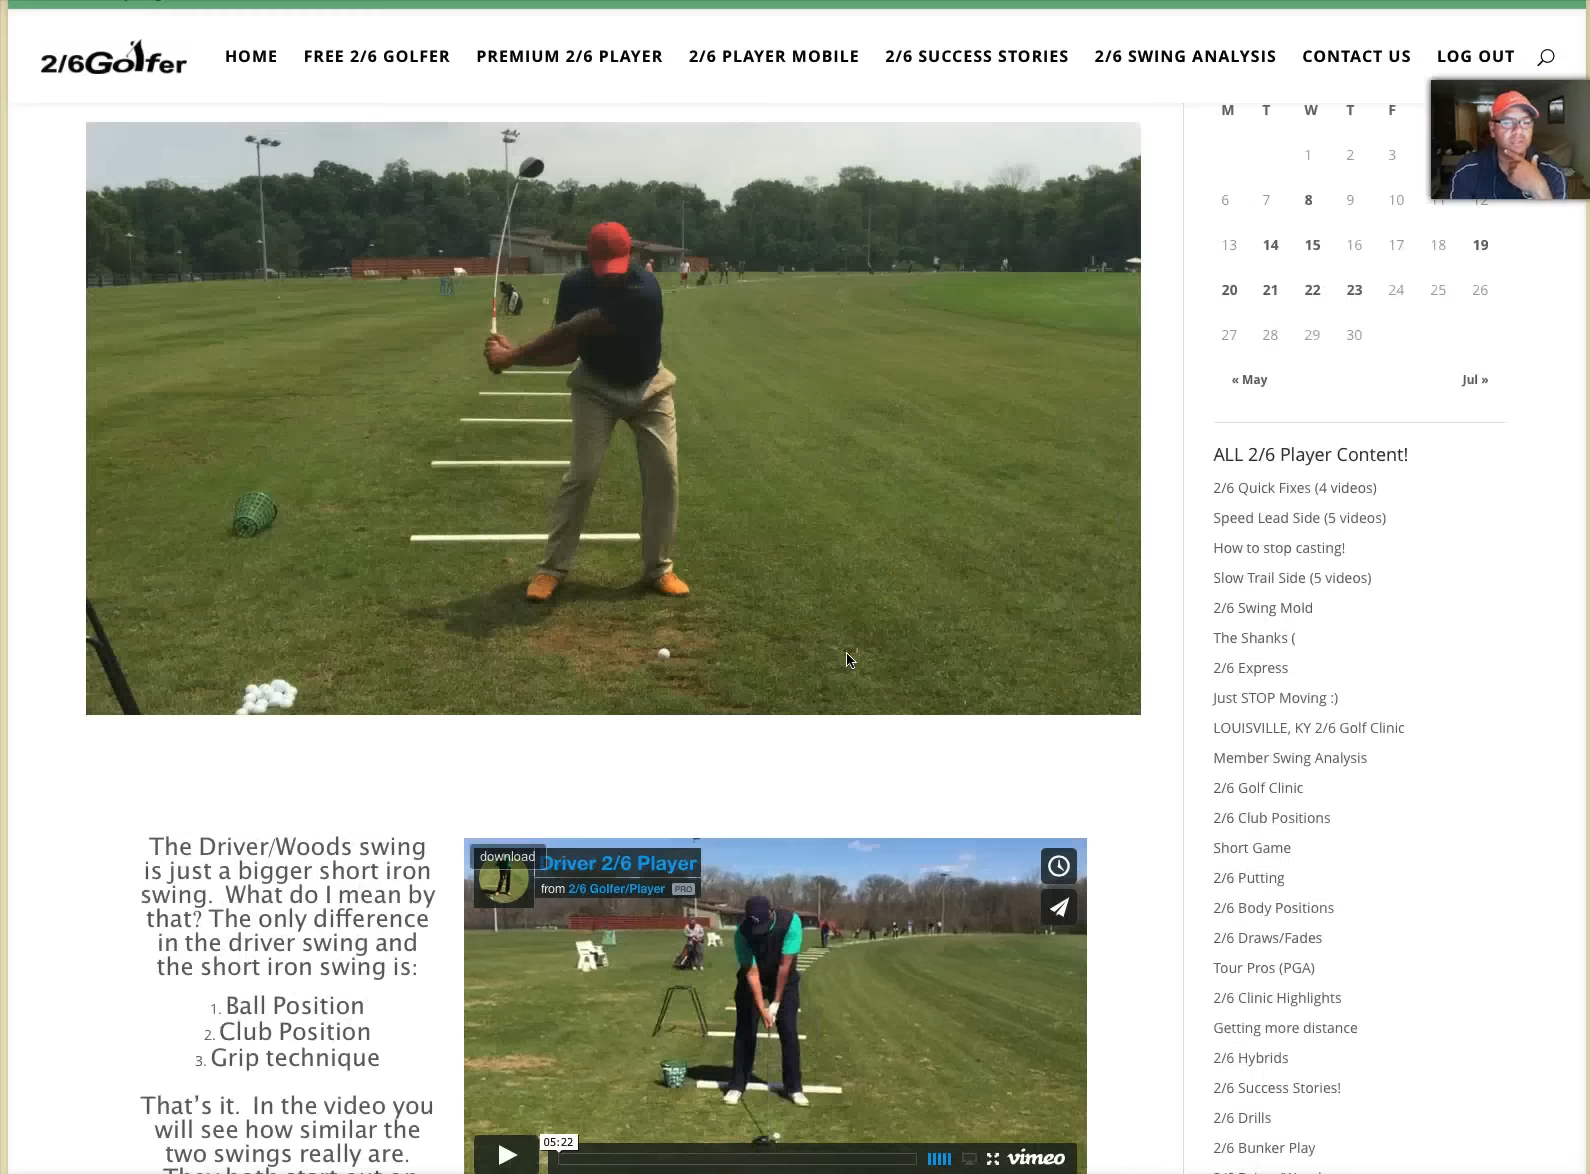 2/6Golfer
HOME
FREE 2/6 GOLFER
PREMIUM 2/6 PLAYER
2/6 PLAYER MOBILE
2/6 SUCCESS STORIES
2/6 SWING ANALYSIS
CONTACT US
LOG OUT
M T W T F
1 2 3
6 7 8 9 10 11 12
13 14 15 16 17 18 19
20 21 22 23 24 25 26
27 28 29 30
« May Jul »
ALL 2/6 Player Content!
2/6 Quick Fixes (4 videos)
Speed Lead Side (5 videos)
How to stop casting!
Slow Trail Side (5 videos)
2/6 Swing Mold
The Shanks (
2/6 Express
Just STOP Moving :)
LOUISVILLE, KY 2/6 Golf Clinic
Member Swing Analysis
2/6 Golf Clinic
2/6 Club Positions
Short Game
2/6 Putting
2/6 Body Positions
2/6 Draws/Fades
Tour Pros (PGA)
2/6 Clinic Highlights
Getting more distance
2/6 Hybrids
2/6 Success Stories!
2/6 Drills
2/6 Bunker Play
The Driver/Woods swing
is just a bigger short iron
swing. What do I mean by
that? The only difference
in the driver swing and
the short iron swing is:
1. Ball Position
2. Club Position
3. Grip technique
That's it. In the video you
will see how similar the
two swings really are.
They both start out on
download
Driver 2/6 Player
from 2/6 Golfer/Player PRO
05:22
vimeo